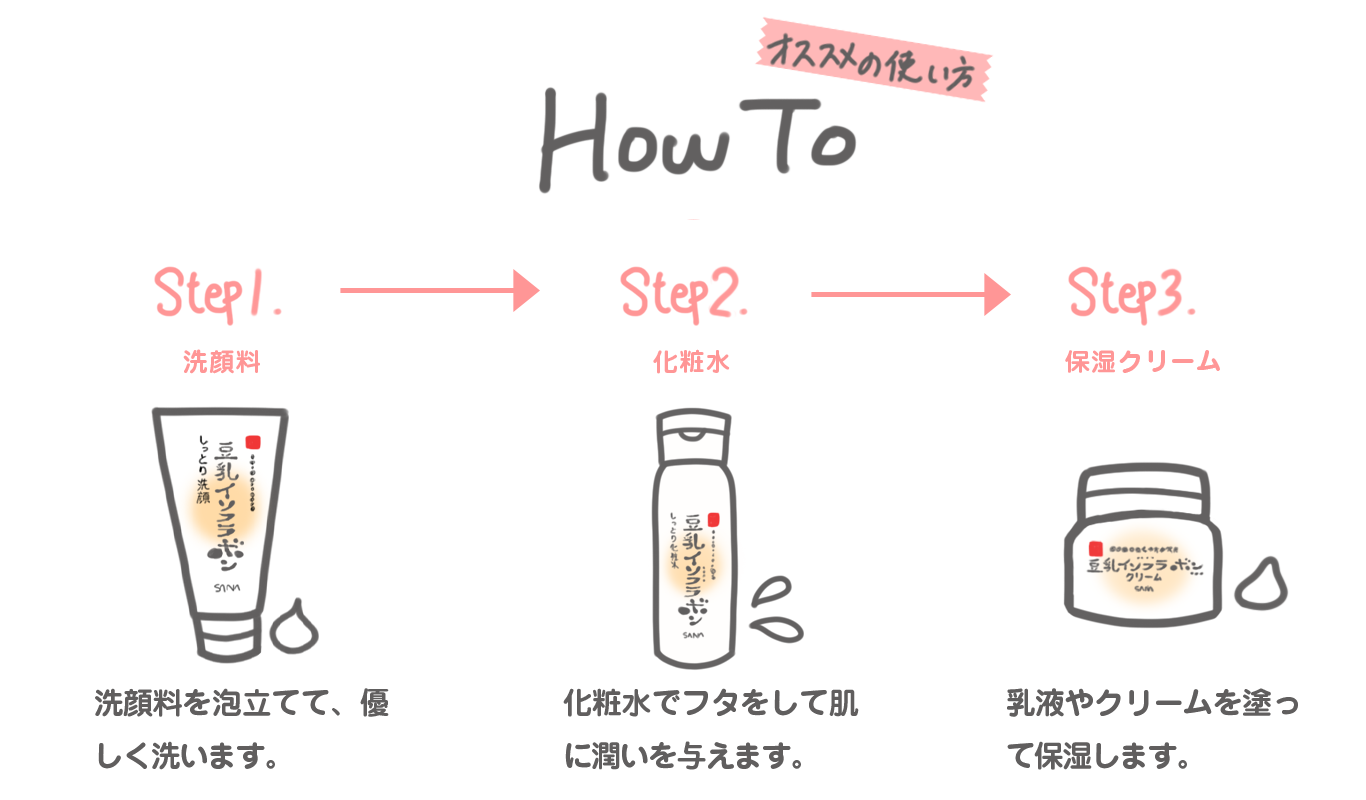 オススメの使い方
How To
Step1.
Step2.
Step3.
洗顔料
化粧水
保湿クリーム
豆乳イソフラボン
しっとり洗顔
SANA
豆乳イソフラボン
しっとり化粧水
SANA
豆乳イソフラボン
クリーム
SANA
洗顔料を泡立てて、優
しく洗います。
化粧水でフタをして肌
に潤いを与えます。
乳液やクリームを塗っ
て保湿します。